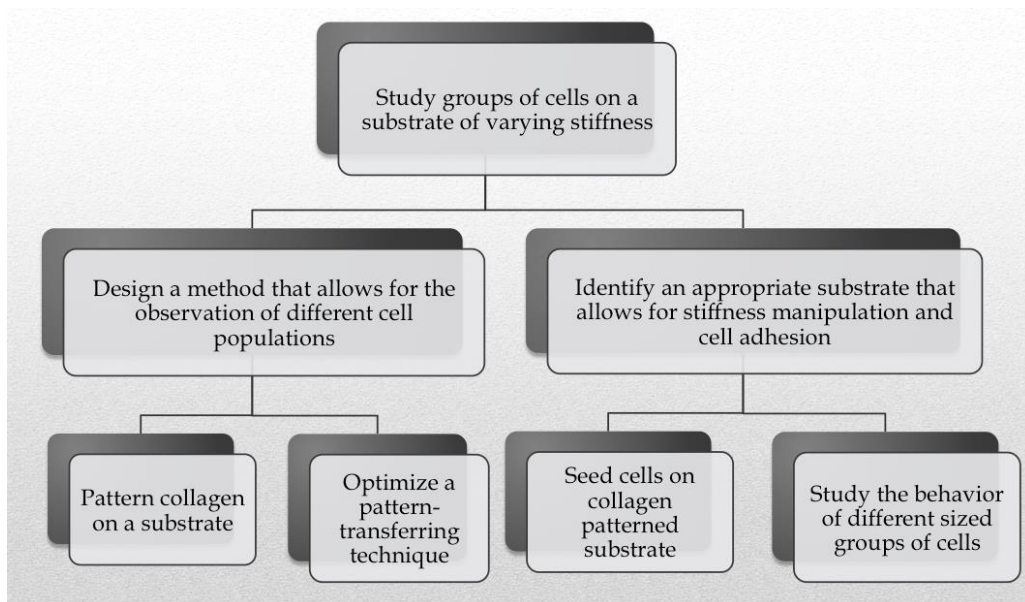 Study groups of cells on a
substrate of varying stiffness
Design a method that allows for the
observation of different cell
populations
Identify an appropriate substrate that
allows for stiffness manipulation and
cell adhesion
Pattern collagen
on a substrate
Optimize a
pattern-
transferring
technique
Seed cells on
collagen
patterned
substrate
Study the behavior
of different sized
groups of cells